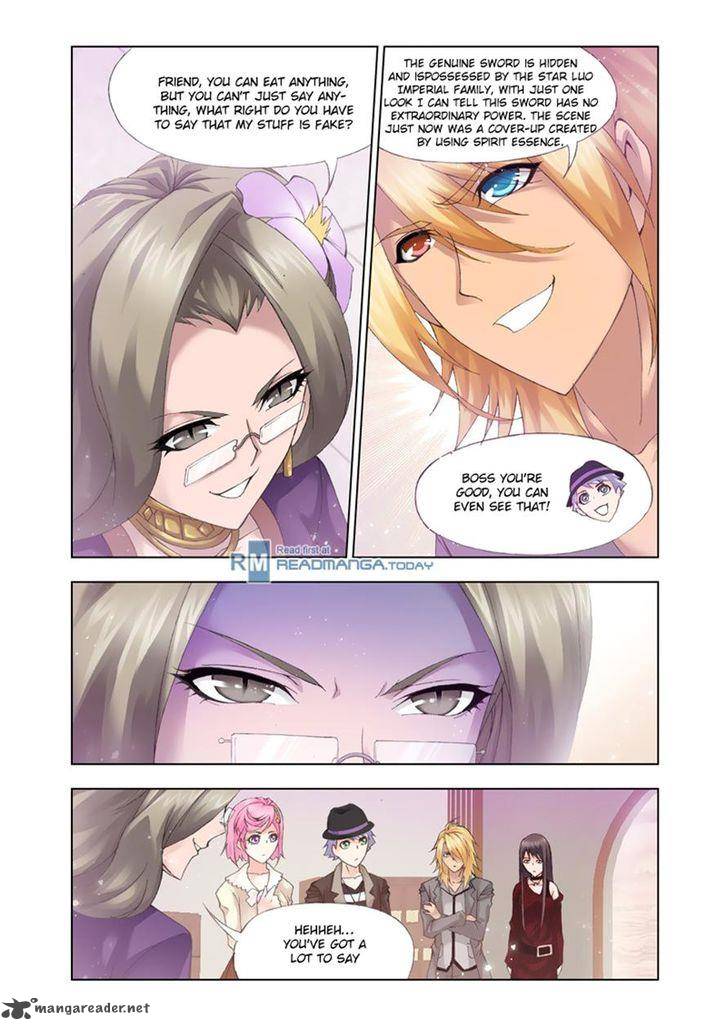 FRIEND, YOU CAN EAT ANYTHING,
BUT YOU CAN'T JUST SAY ANY-
THING, WHAT RIGHT DO YOU HAVE
TO SAY THAT MY STUFF IS FAKE?
THE GENUINE SWORD IS HIDDEN
AND ISPOSSESSED BY THE STAR LUO
IMPERIAL FAMILY, WITH JUST ONE
LOOK I CAN TELL THIS SWORD HAS NO
EXTRAORDINARY POWER. THE SCENE
JUST NOW WAS A COVER-UP CREATED
BY USING SPIRIT ESSENCE.
BOSS YOU'RE
GOOD, YOU CAN
EVEN SEE THAT!
RM
Read first at
READMANGA.TODAY
HEHHEH...
YOU'VE GOT A
LOT TO SAY
mangareader.net